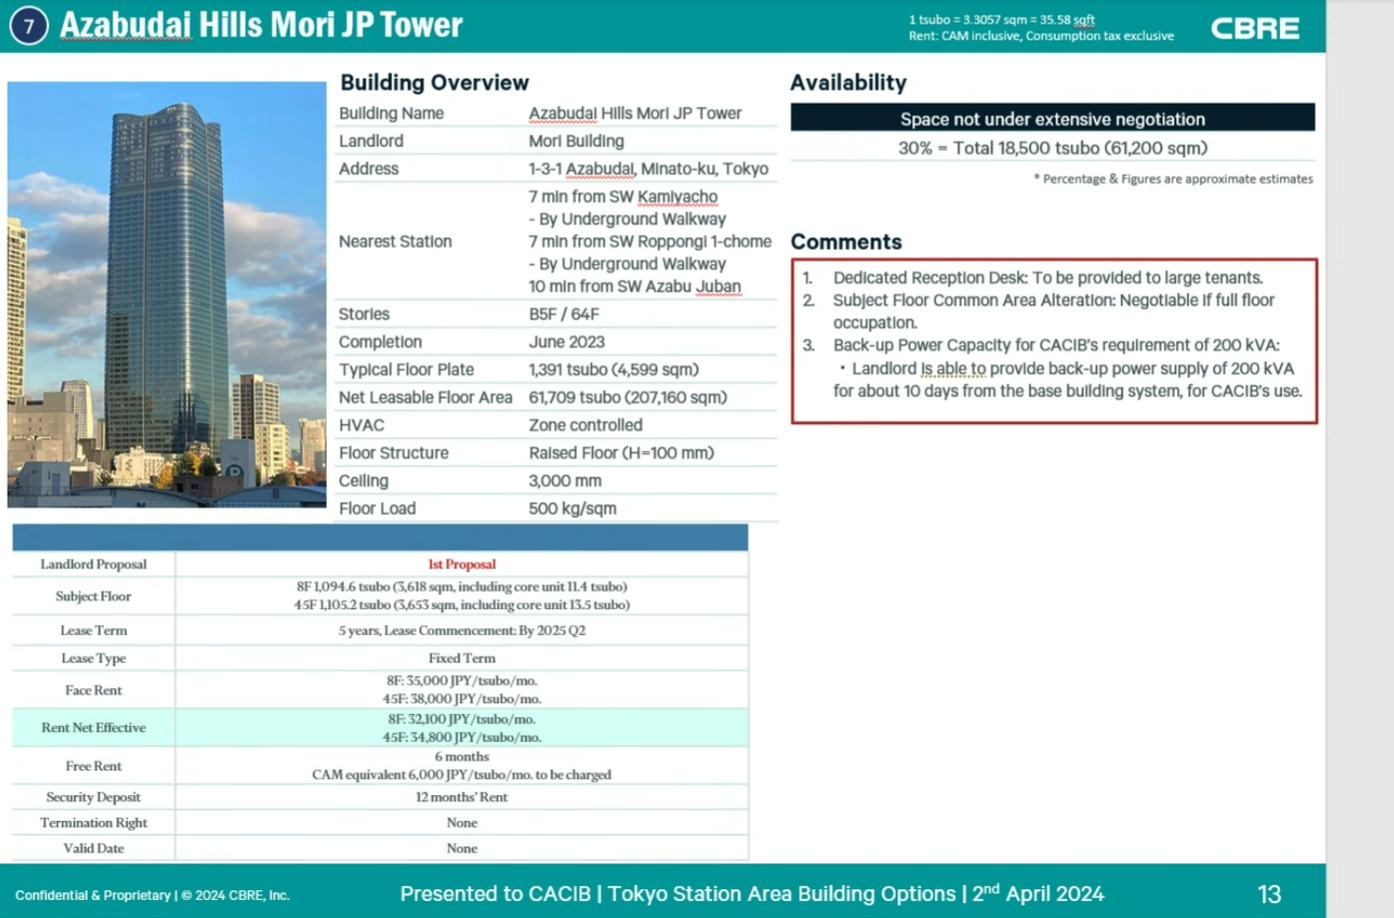 7 Azabudai Hills Mori JP Tower
1 tsubo = 3.3057 sqm = 35.58 sqft
Rent: CAM inclusive, Consumption tax exclusive
CBRE
Building Overview
Building Name Azabudai Hills Mori JP Tower
Landlord Mori Building
Address 1-3-1 Azabudai, Minato-ku, Tokyo
Nearest Station
7 min from SW Kamiyacho
- By Underground Walkway
7 min from SW Roppongi 1-chome
- By Underground Walkway
10 min from SW Azabu Juban
Stories B5F / 64F
Completion June 2023
Typical Floor Plate 1,391 tsubo (4,599 sqm)
Net Leasable Floor Area 61,709 tsubo (207,160 sqm)
HVAC Zone controlled
Floor Structure Raised Floor (H=100 mm)
Ceiling 3,000 mm
Floor Load 500 kg/sqm
Availability
Space not under extensive negotiation
30% = Total 18,500 tsubo (61,200 sqm)
* Percentage & Figures are approximate estimates
Comments
1. Dedicated Reception Desk: To be provided to large tenants.
2. Subject Floor Common Area Alteration: Negotiable if full floor
occupation.
3. Back-up Power Capacity for CACIB's requirement of 200 kVA:
• Landlord is able to provide back-up power supply of 200 kVA
for about 10 days from the base building system, for CACIB's use.
Landlord Proposal 1st Proposal
Subject Floor
8F 1,094.6 tsubo (3,618 sqm, including core unit 11.4 tsubo)
45F 1,105.2 tsubo (3,653 sqm, including core unit 13.5 tsubo)
Lease Term 5 years, Lease Commencement: By 2025 Q2
Lease Type Fixed Term
Face Rent
8F: 35,000 JPY/tsubo/mo.
45F: 38,000 JPY/tsubo/mo.
Rent Net Effective
8F: 32,100 JPY/tsubo/mo.
45F: 34,800 JPY/tsubo/mo.
Free Rent
6 months
CAM equivalent 6,000 JPY/tsubo/mo. to be charged
Security Deposit 12 months' Rent
Termination Right None
Valid Date None
Confidential & Proprietary | © 2024 CBRE, Inc.
Presented to CACIB | Tokyo Station Area Building Options | 2nd April 2024
13